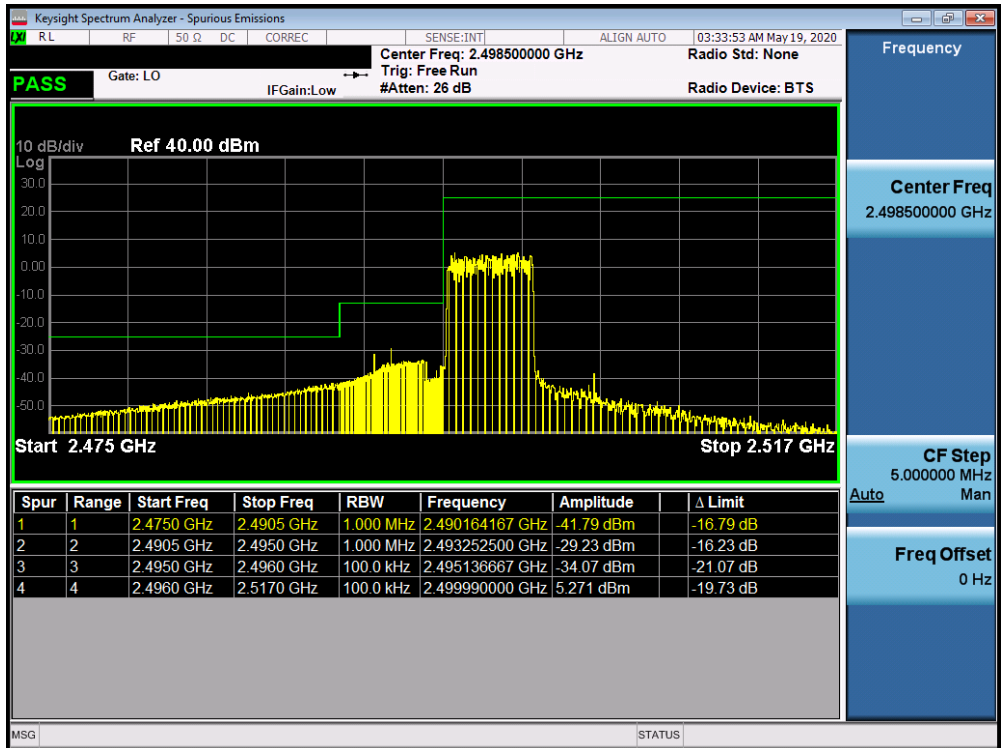 Keysight Spectrum Analyzer - Spurious Emissions
LXI RL RF 50 Ω DC CORREC SENSE:INT ALIGN AUTO 03:33:53 AM May 19, 2020
Center Freq: 2.498500000 GHz Radio Std: None
Gate: LO Trig: Free Run
PASS IFGain:Low #Atten: 26 dB Radio Device: BTS
10 dB/div Ref 40.00 dBm
Log
30.0
20.0
10.0
0.00
-10.0
-20.0
-30.0
-40.0
-50.0
Start 2.475 GHz Stop 2.517 GHz
Spur Range Start Freq Stop Freq RBW Frequency Amplitude Δ Limit
1 1 2.4750 GHz 2.4905 GHz 1.000 MHz 2.490164167 GHz -41.79 dBm -16.79 dB
2 2 2.4905 GHz 2.4950 GHz 1.000 MHz 2.493252500 GHz -29.23 dBm -16.23 dB
3 3 2.4950 GHz 2.4960 GHz 100.0 kHz 2.495136667 GHz -34.07 dBm -21.07 dB
4 4 2.4960 GHz 2.5170 GHz 100.0 kHz 2.499990000 GHz 5.271 dBm -19.73 dB
MSG STATUS
Frequency
Center Freq
2.498500000 GHz
CF Step
5.000000 MHz
Auto Man
Freq Offset
0 Hz